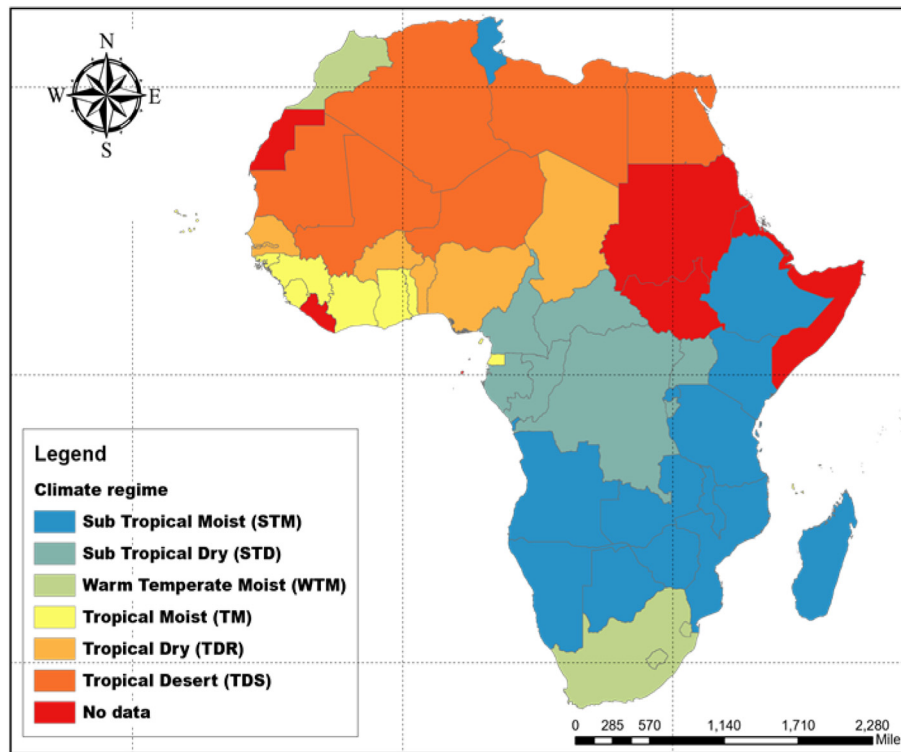 N
W E
S
Legend
Climate regime
Sub Tropical Moist (STM)
Sub Tropical Dry (STD)
Warm Temperate Moist (WTM)
Tropical Moist (TM)
Tropical Dry (TDR)
Tropical Desert (TDS)
No data
0 285 570 1,140 1,710 2,280
Mile